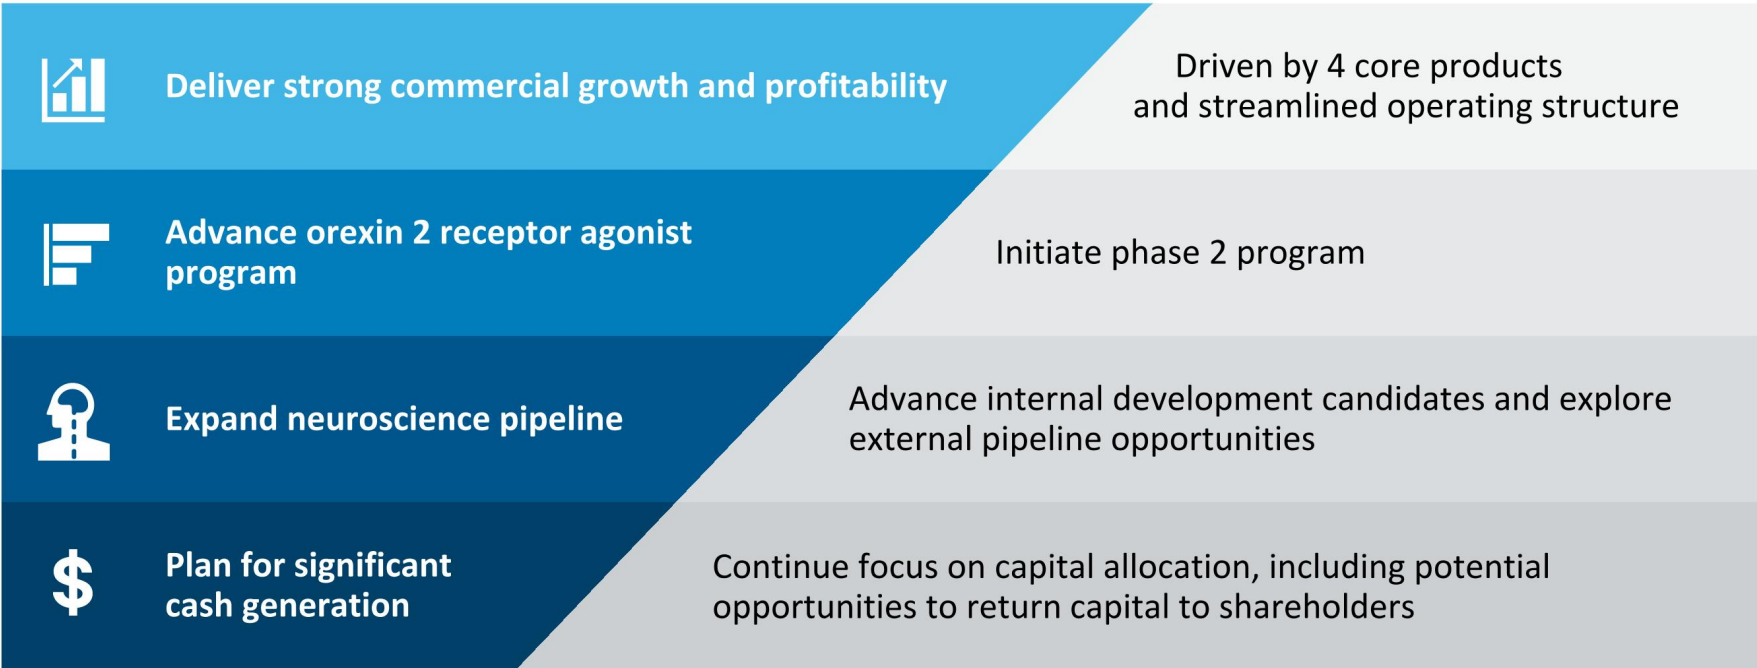 Deliver strong commercial growth and profitability
Driven by 4 core products
and streamlined operating structure
Advance orexin 2 receptor agonist
program
Initiate phase 2 program
Expand neuroscience pipeline
Advance internal development candidates and explore
external pipeline opportunities
$
Plan for significant
cash generation
Continue focus on capital allocation, including potential
opportunities to return capital to shareholders